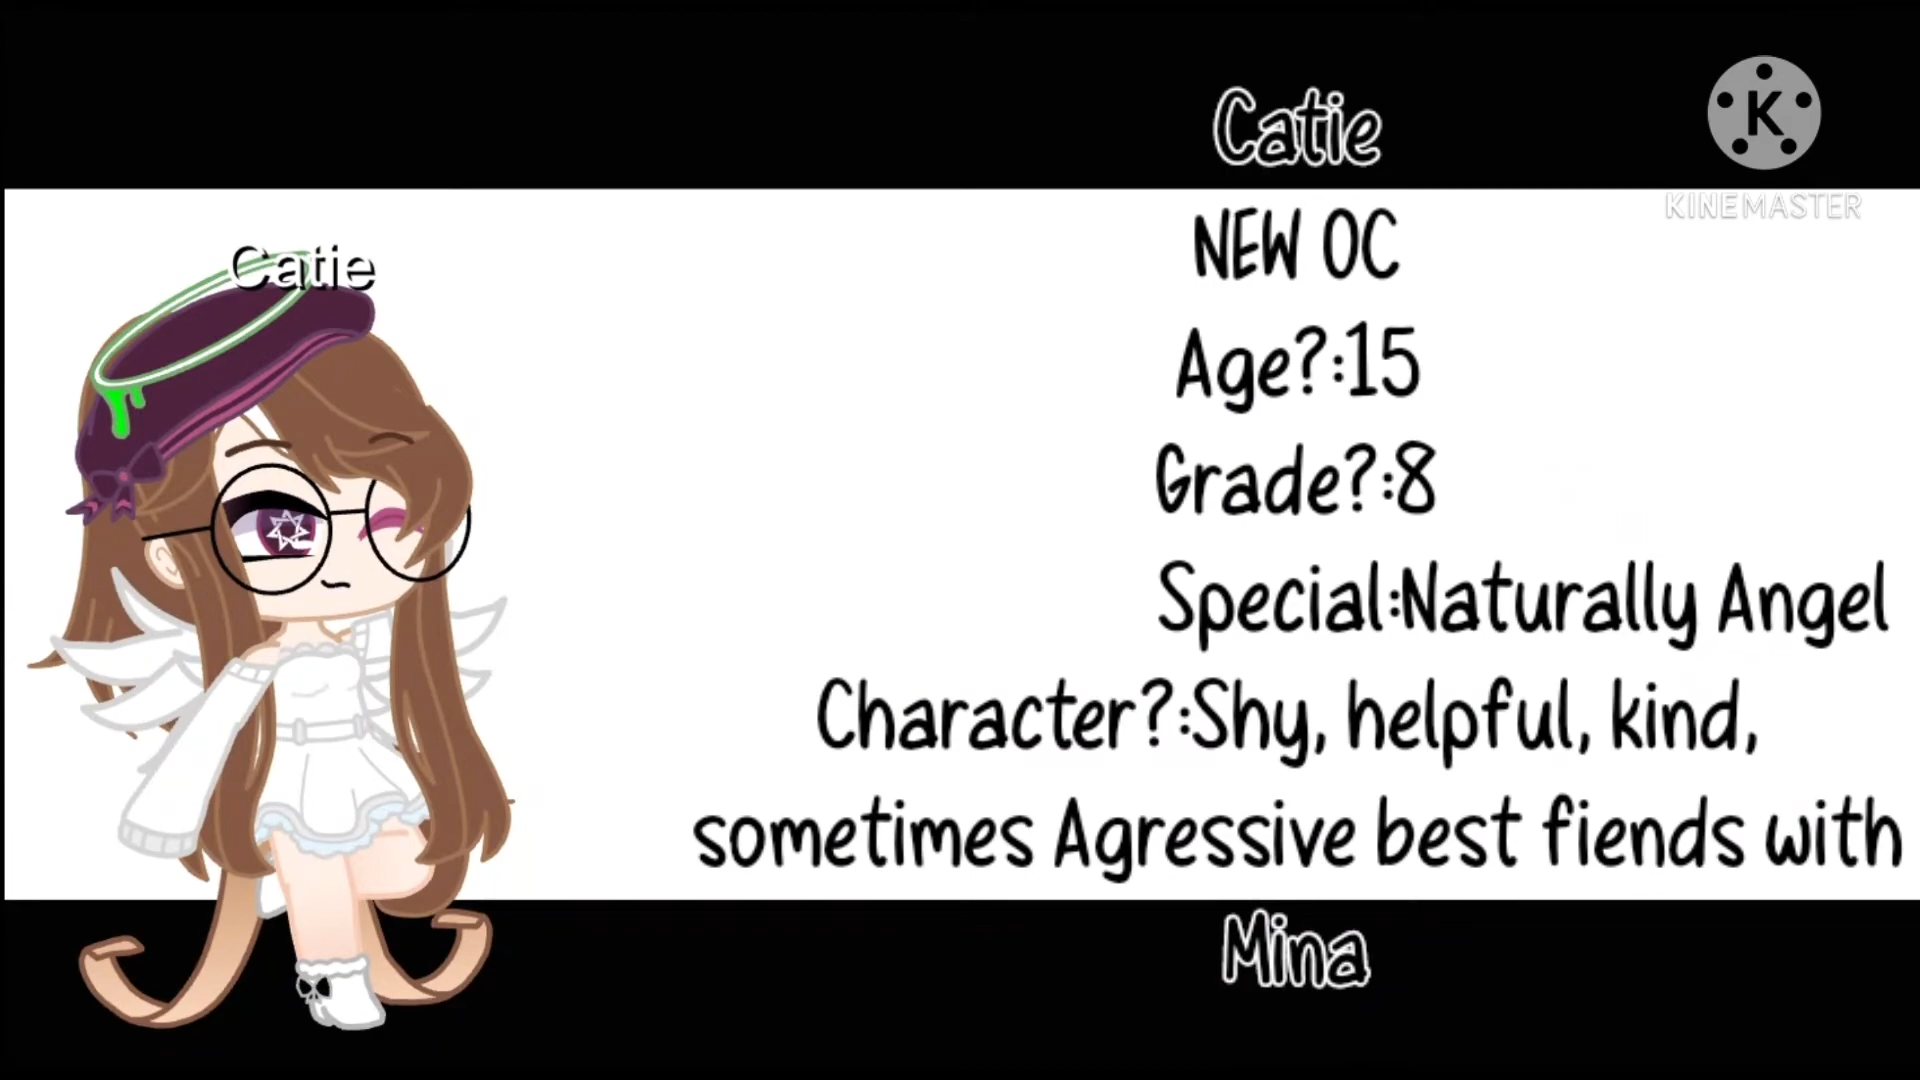 Catie
K
KINEMASTER
NEW OC
Catie
Age?:15
Grade?:8
Special:Naturally Angel
Character?:Shy, helpful, kind,
sometimes Agressive best fiends with
Mina